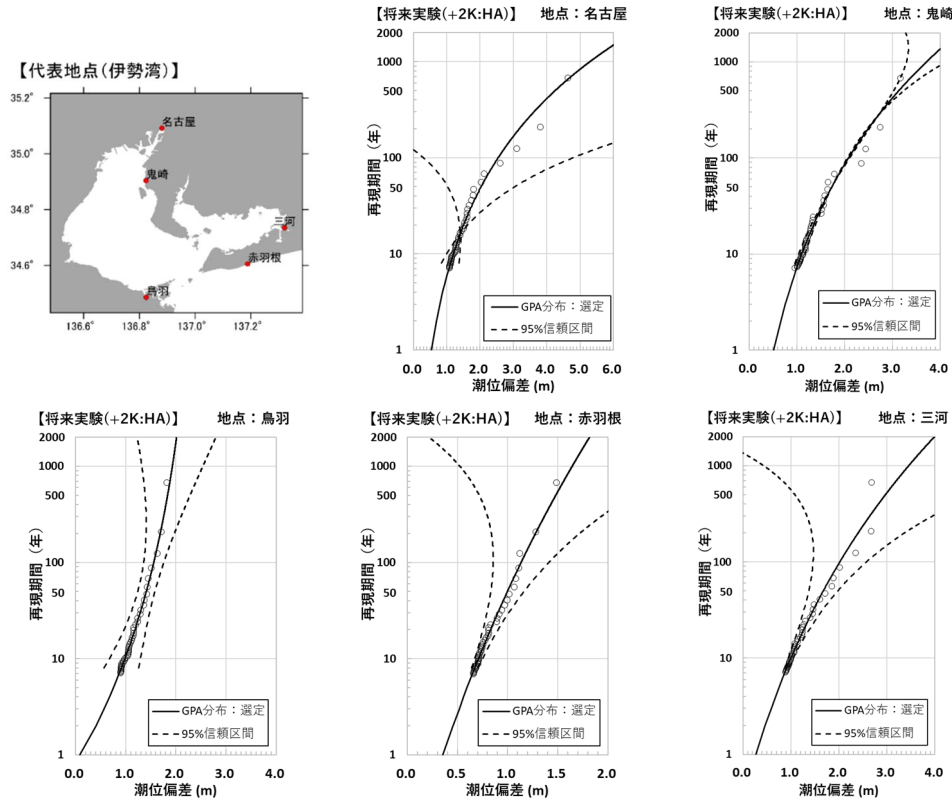 【代表地点(伊勢湾)】
35.2°
35.0°
34.8°
34.6°
136.6°
136.8°
137.0°
137.2°
名古屋
鬼崎
三河
赤羽根
鳥羽
【将来実験(+2K:HA)】 地点：名古屋
再現期間（年）
2000
1000
500
100
50
10
1
0.0 1.0 2.0 3.0 4.0 5.0 6.0
潮位偏差 (m)
GPA分布：選定
95%信頼区間
【将来実験(+2K:HA)】 地点：鬼崎
再現期間（年）
2000
1000
500
100
50
10
1
0.0 1.0 2.0 3.0 4.0
潮位偏差 (m)
GPA分布：選定
95%信頼区間
【将来実験(+2K:HA)】 地点：鳥羽
再現期間（年）
2000
1000
500
100
50
10
1
0.0 1.0 2.0 3.0 4.0
潮位偏差 (m)
GPA分布：選定
95%信頼区間
【将来実験(+2K:HA)】 地点：赤羽根
再現期間（年）
2000
1000
500
100
50
10
1
0.0 0.5 1.0 1.5 2.0
潮位偏差 (m)
GPA分布：選定
95%信頼区間
【将来実験(+2K:HA)】 地点：三河
再現期間（年）
2000
1000
500
100
50
10
1
0.0 1.0 2.0 3.0 4.0
潮位偏差 (m)
GPA分布：選定
95%信頼区間